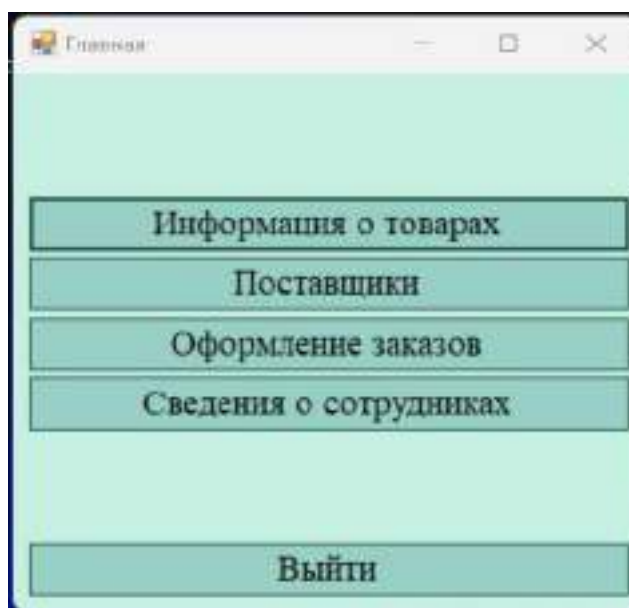 Главная
Информация о товарах
Поставщики
Оформление заказов
Сведения о сотрудниках
Выйти